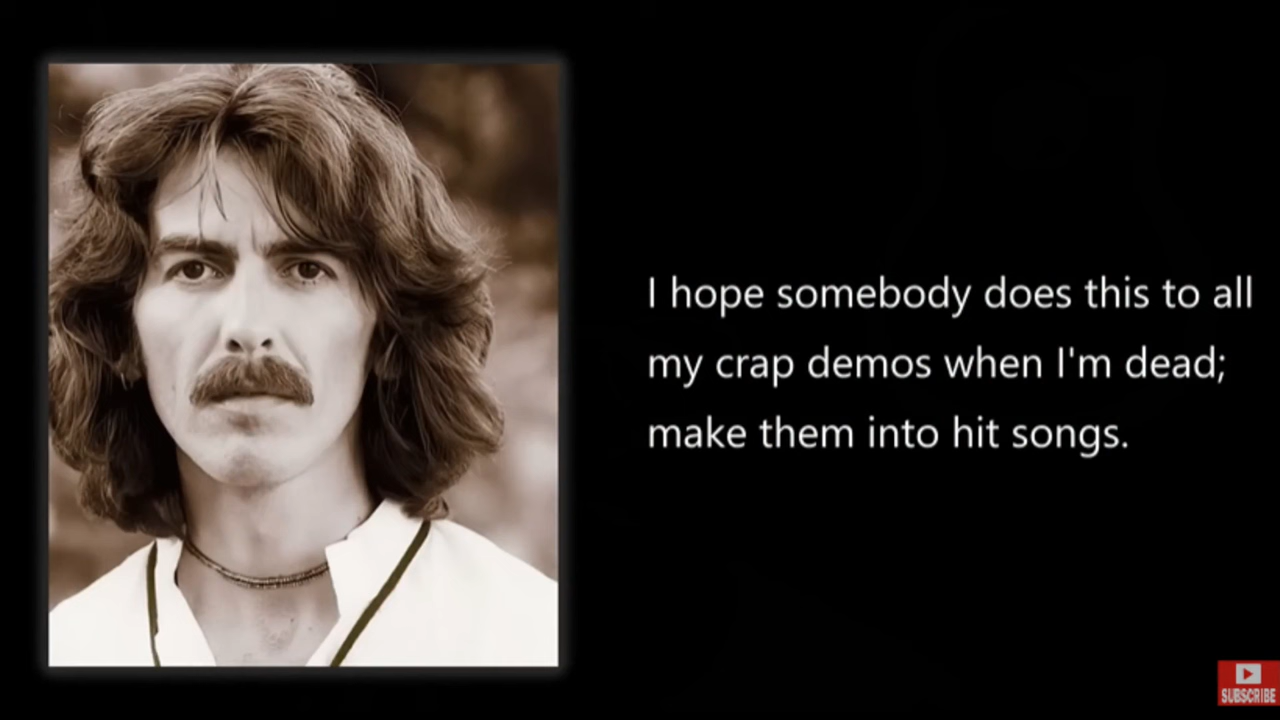 I hope somebody does this to all
my crap demos when I'm dead;
make them into hit songs.
SUBSCRIBE